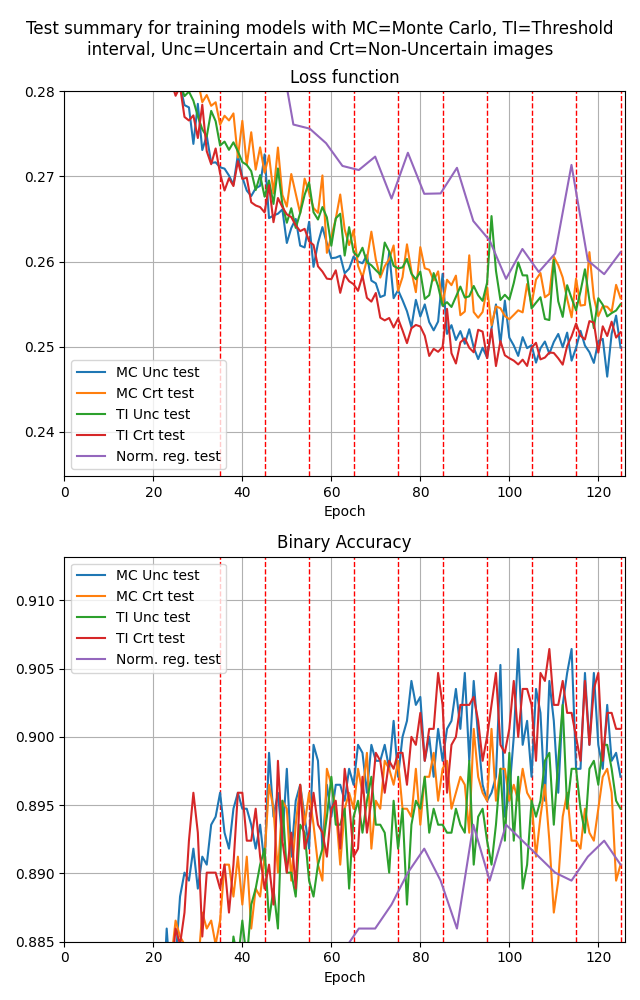 Test summary for training models with MC=Monte Carlo, TI=Threshold
interval, Unc=Uncertain and Crt=Non-Uncertain images
Loss function
0.28
0.27
0.26
0.25
0.24
MC Unc test
MC Crt test
TI Unc test
TI Crt test
Norm. reg. test
0 20 40 60 80 100 120
Epoch
Binary Accuracy
0.910
0.905
0.900
0.895
0.890
0.885
MC Unc test
MC Crt test
TI Unc test
TI Crt test
Norm. reg. test
0 20 40 60 80 100 120
Epoch